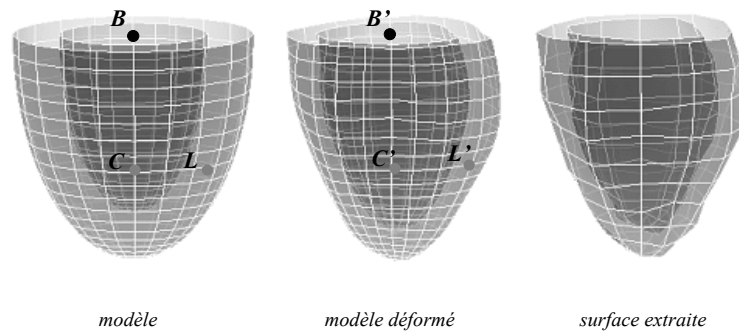 B B’
C L C’ L’
modèle modèle déformé surface extraite